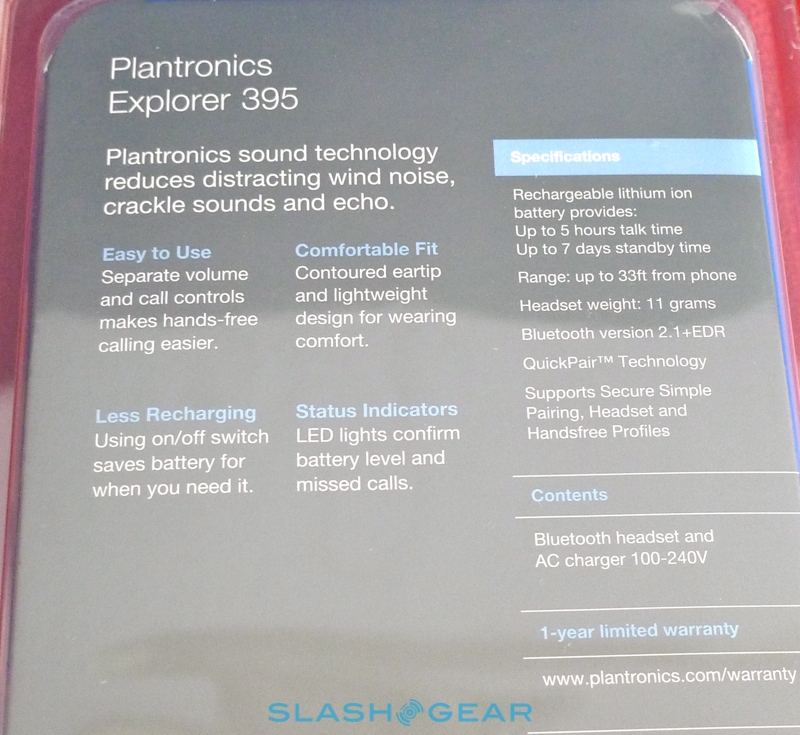 Plantronics
Explorer 395
Plantronics sound technology
reduces distracting wind noise,
crackle sounds and echo.
Easy to Use
Separate volume
and call controls
makes hands-free
calling easier.
Comfortable Fit
Contoured eartip
and lightweight
design for wearing
comfort.
Less Recharging
Using on/off switch
saves battery for
when you need it.
Status Indicators
LED lights confirm
battery level and
missed calls.
Specifications
Rechargeable lithium ion
battery provides:
Up to 5 hours talk time
Up to 7 days standby time
Range: up to 33ft from phone
Headset weight: 11 grams
Bluetooth version 2.1+EDR
QuickPair™ Technology
Supports Secure Simple
Pairing, Headset and
Handsfree Profiles
Contents
Bluetooth headset and
AC charger 100-240V
1-year limited warranty
www.plantronics.com/warranty
SLASH GEAR